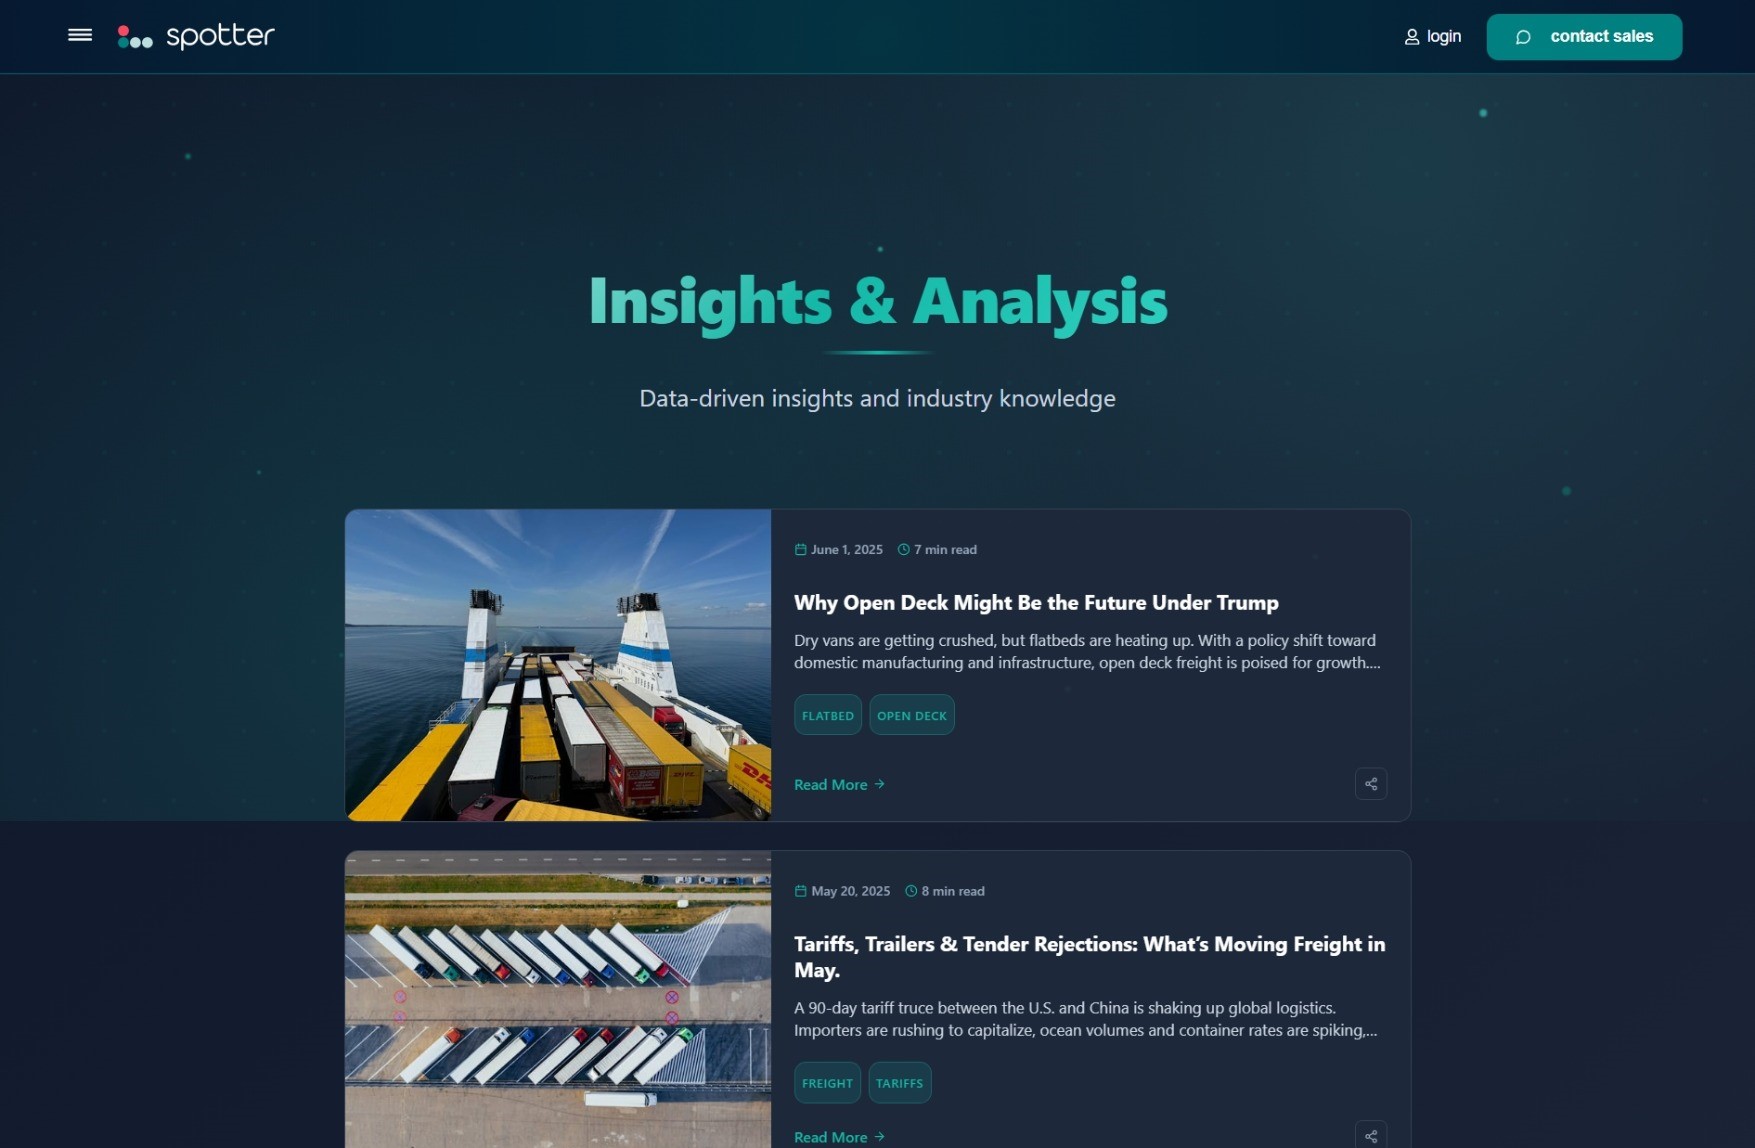 spotter
login
contact sales
Insights & Analysis
Data-driven insights and industry knowledge
June 1, 2025 7 min read
Why Open Deck Might Be the Future Under Trump
Dry vans are getting crushed, but flatbeds are heating up. With a policy shift toward
domestic manufacturing and infrastructure, open deck freight is poised for growth....
FLATBED OPEN DECK
Read More
May 20, 2025 8 min read
Tariffs, Trailers & Tender Rejections: What’s Moving Freight in
May.
A 90-day tariff truce between the U.S. and China is shaking up global logistics.
Importers are rushing to capitalize, ocean volumes and container rates are spiking,...
FREIGHT TARIFFS
Read More